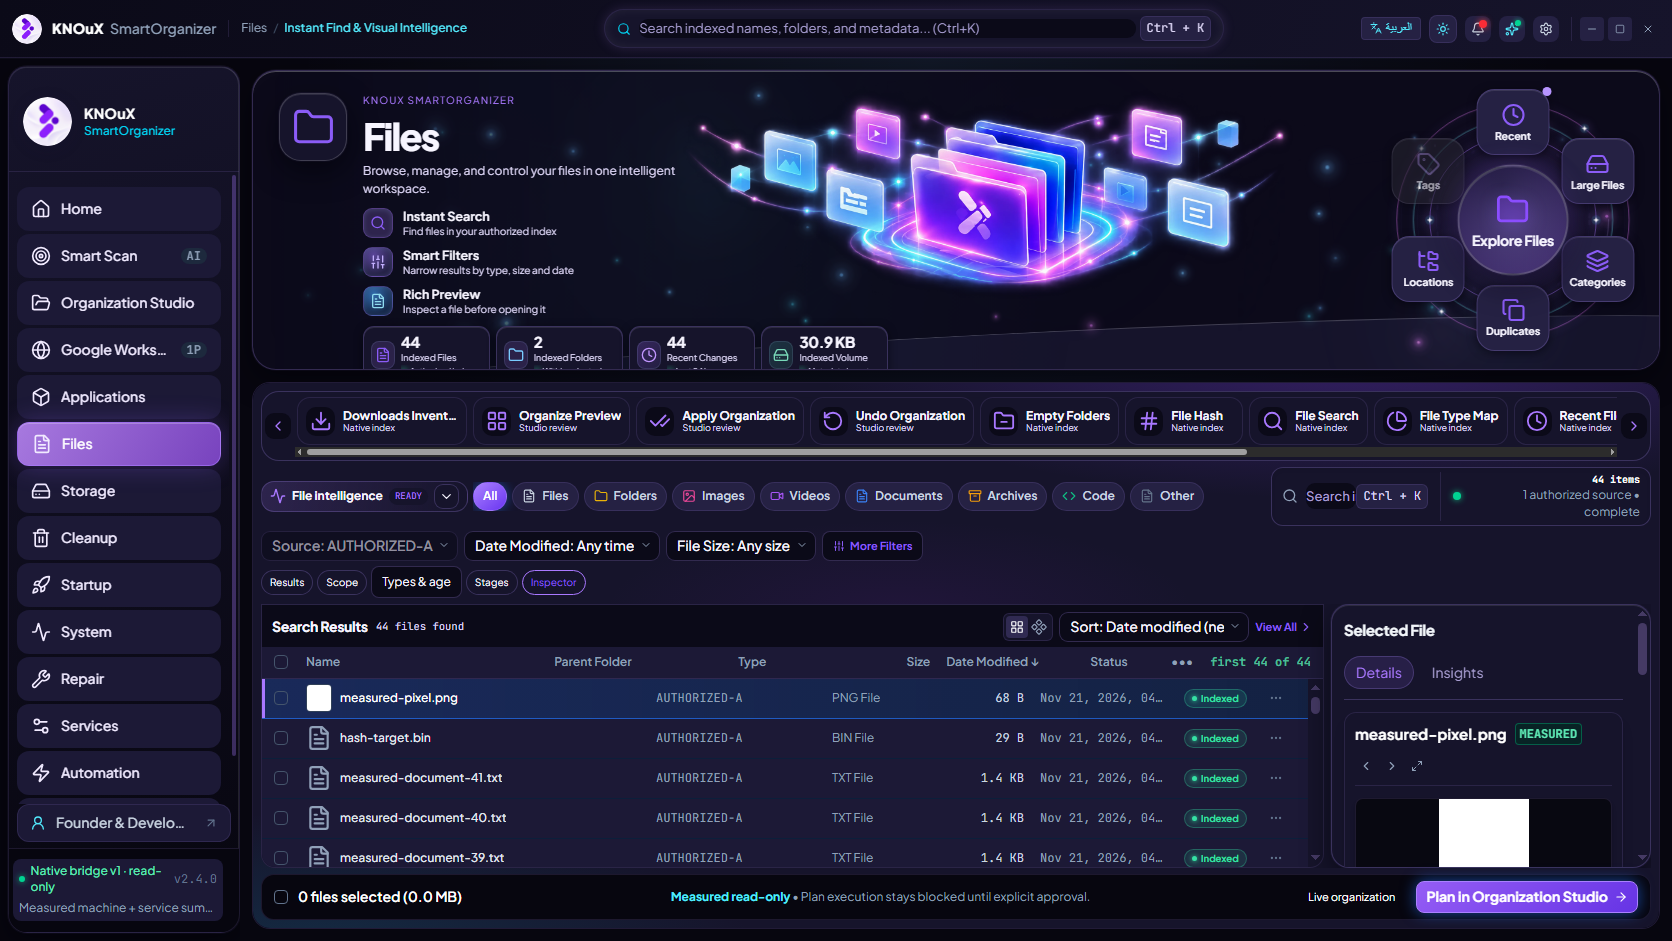 KNOuX SmartOrganizer
Files / Instant Find & Visual Intelligence
Search indexed names, folders, and metadata... (Ctrl+K)
Ctrl + K
العربية
KNOuX
SmartOrganizer
Home
Smart Scan AI
Organization Studio
Google Works... 1P
Applications
Files
Storage
Cleanup
Startup
System
Repair
Services
Automation
Founder & Develo...
Native bridge v1 · read-only v2.4.0
Measured machine + service sum...
KNOUX SMARTORGANIZER
Files
Browse, manage, and control your files in one intelligent
workspace.
Instant Search
Find files in your authorized index
Smart Filters
Narrow results by type, size and date
Rich Preview
Inspect a file before opening it
44
Indexed Files
2
Indexed Folders
44
Recent Changes
30.9 KB
Indexed Volume
Recent
Tags
Large Files
Explore Files
Locations
Categories
Duplicates
Downloads Invent...
Native index
Organize Preview
Studio review
Apply Organization
Studio review
Undo Organization
Studio review
Empty Folders
Native index
File Hash
Native index
File Search
Native index
File Type Map
Native index
Recent Fil
Native index
File Intelligence READY
All
Files
Folders
Images
Videos
Documents
Archives
Code
Other
Search i Ctrl + K
44 items
1 authorized source •
complete
Source: AUTHORIZED-A
Date Modified: Any time
File Size: Any size
More Filters
Results
Scope
Types & age
Stages
Inspector
Search Results 44 files found
Sort: Date modified (ne
View All
Name Parent Folder Type Size Date Modified ↓ Status ••• first 44 of 44
measured-pixel.png AUTHORIZED-A PNG File 68 B Nov 21, 2026, 04… Indexed ···
hash-target.bin AUTHORIZED-A BIN File 29 B Nov 21, 2026, 04… Indexed ···
measured-document-41.txt AUTHORIZED-A TXT File 1.4 KB Nov 21, 2026, 04… Indexed ···
measured-document-40.txt AUTHORIZED-A TXT File 1.4 KB Nov 21, 2026, 04… Indexed ···
measured-document-39.txt AUTHORIZED-A TXT File 1.4 KB Nov 21, 2026, 04… Indexed ···
Selected File
Details
Insights
measured-pixel.png MEASURED
0 files selected (0.0 MB)
Measured read-only • Plan execution stays blocked until explicit approval.
Live organization
Plan in Organization Studio →